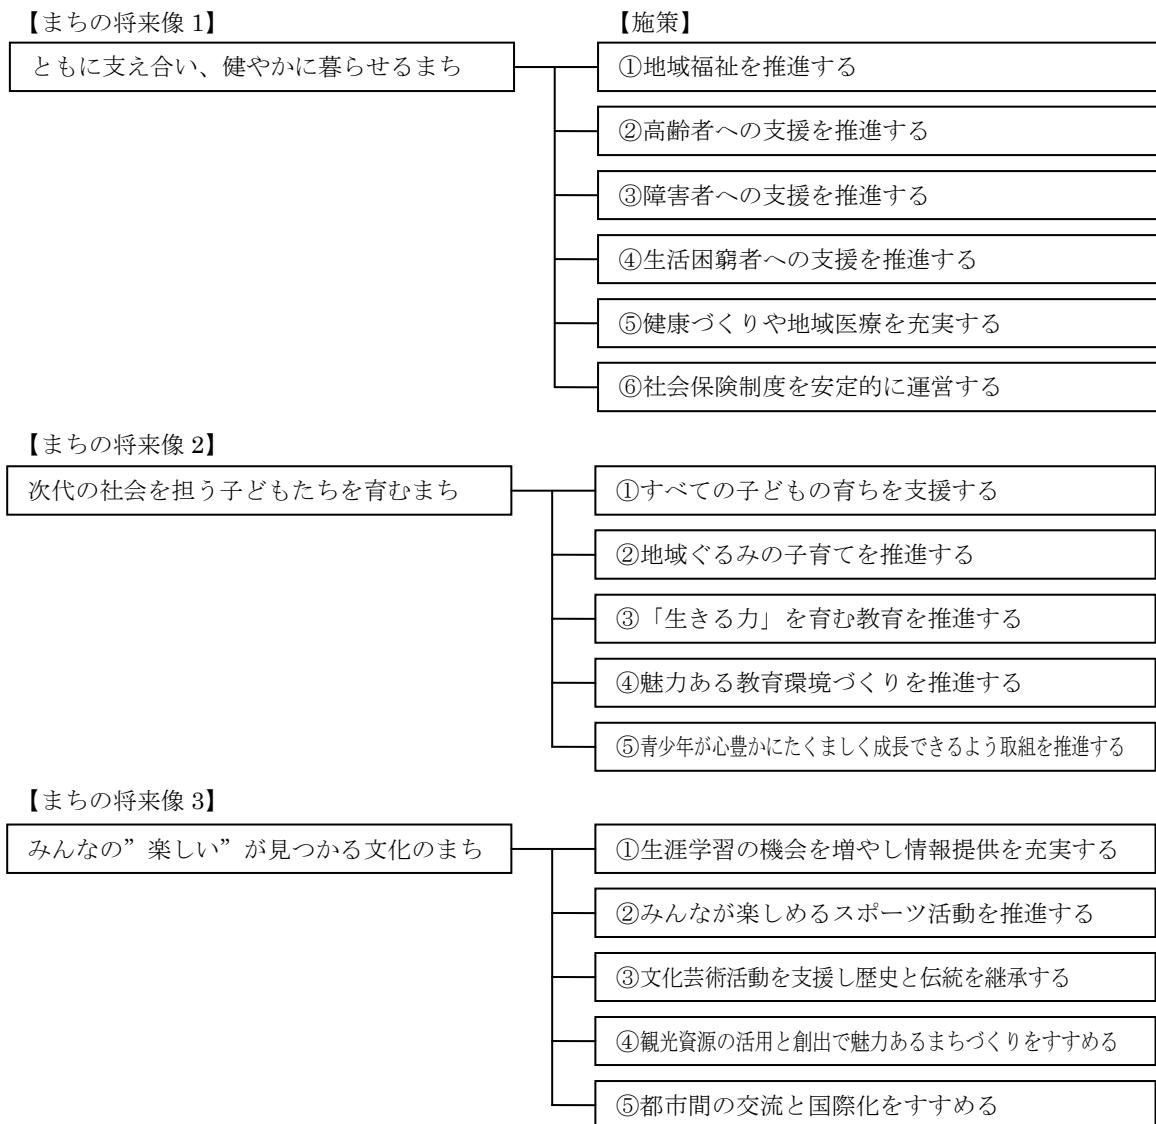 【まちの将来像 1】
【施策】
ともに支え合い、健やかに暮らせるまち
①地域福祉を推進する
②高齢者への支援を推進する
③障害者への支援を推進する
④生活困窮者への支援を推進する
⑤健康づくりや地域医療を充実する
⑥社会保険制度を安定的に運営する
【まちの将来像 2】
次代の社会を担う子どもたちを育むまち
①すべての子どもの育ちを支援する
②地域ぐるみの子育てを推進する
③「生きる力」を育む教育を推進する
④魅力ある教育環境づくりを推進する
⑤青少年が心豊かにたくましく成長できるよう取組を推進する
【まちの将来像 3】
みんなの”楽しい”が見つかる文化のまち
①生涯学習の機会を増やし情報提供を充実する
②みんなが楽しめるスポーツ活動を推進する
③文化芸術活動を支援し歴史と伝統を継承する
④観光資源の活用と創出で魅力あるまちづくりをすすめる
⑤都市間の交流と国際化をすすめる